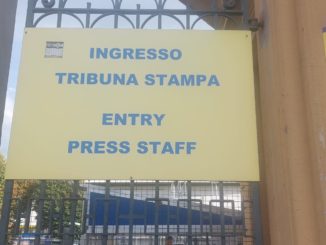 INGRESSO
TRIBUNA STAMPA
ENTRY
PRESS STAFF